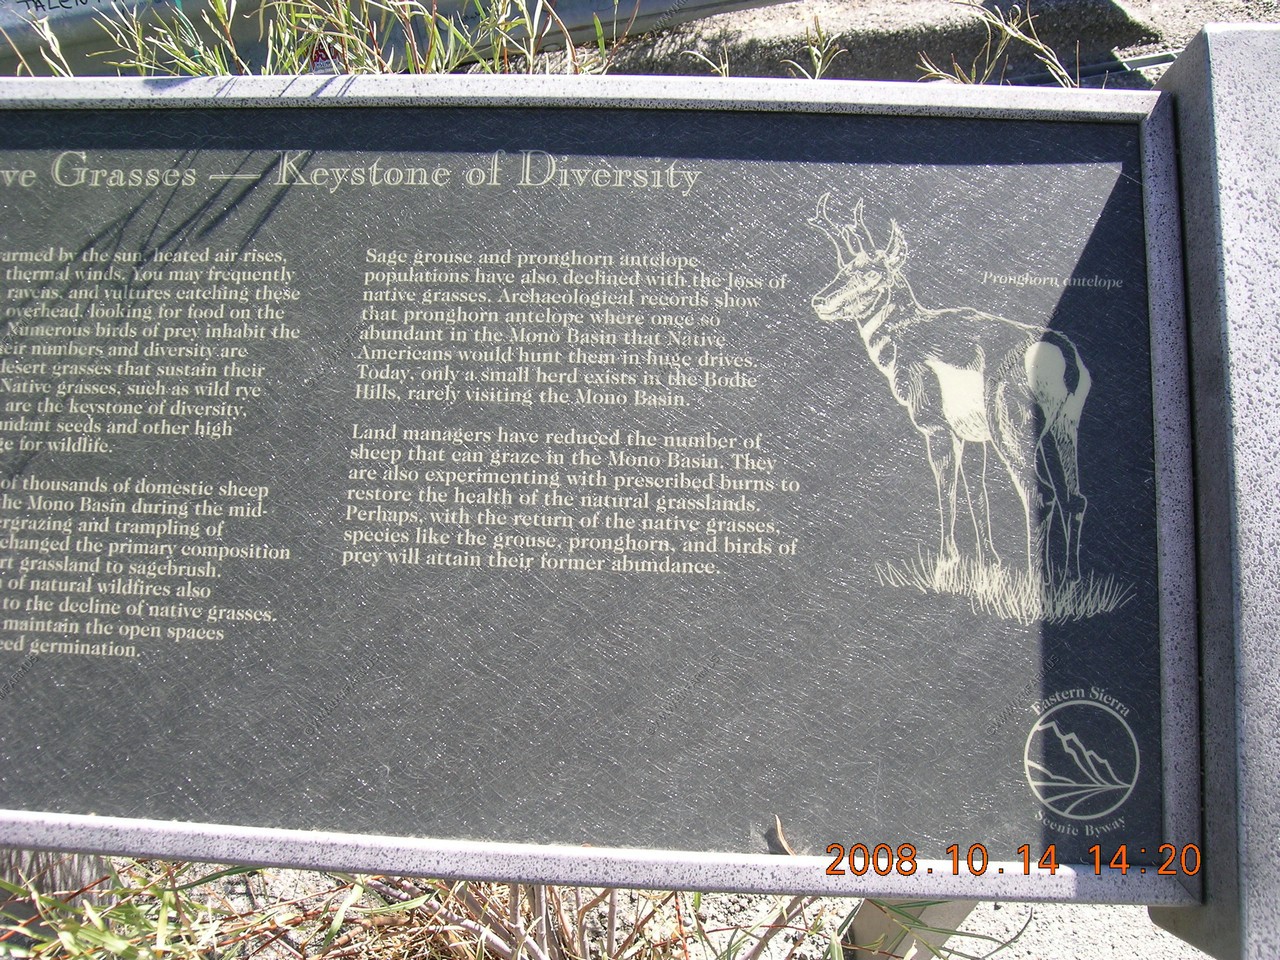 TALENT
ve Grasses — Keystone of Diversity
armed by the sun, heated air rises,
thermal winds. You may frequently
ravens, and vultures catching these
overhead, looking for food on the
Numerous birds of prey inhabit the
eir numbers and diversity are
desert grasses that sustain their
Native grasses, such as wild rye
are the keystone of diversity,
undant seeds and other high
ge for wildlife.
of thousands of domestic sheep
he Mono Basin during the mid-
ergrazing and trampling of
changed the primary composition
rt grassland to sagebrush.
of natural wildfires also
to the decline of native grasses.
maintain the open spaces
eed germination.
Sage grouse and pronghorn antelope
populations have also declined with the loss of
native grasses. Archaeological records show
that pronghorn antelope where once so
abundant in the Mono Basin that Native
Americans would hunt them in huge drives.
Today, only a small herd exists in the Bodie
Hills, rarely visiting the Mono Basin.
Land managers have reduced the number of
sheep that can graze in the Mono Basin. They
are also experimenting with prescribed burns to
restore the health of the natural grasslands.
Perhaps, with the return of the native grasses,
species like the grouse, pronghorn, and birds of
prey will attain their former abundance.
Pronghorn antelope
Eastern Sierra
Scenic Byway
2008.10.14 14:20